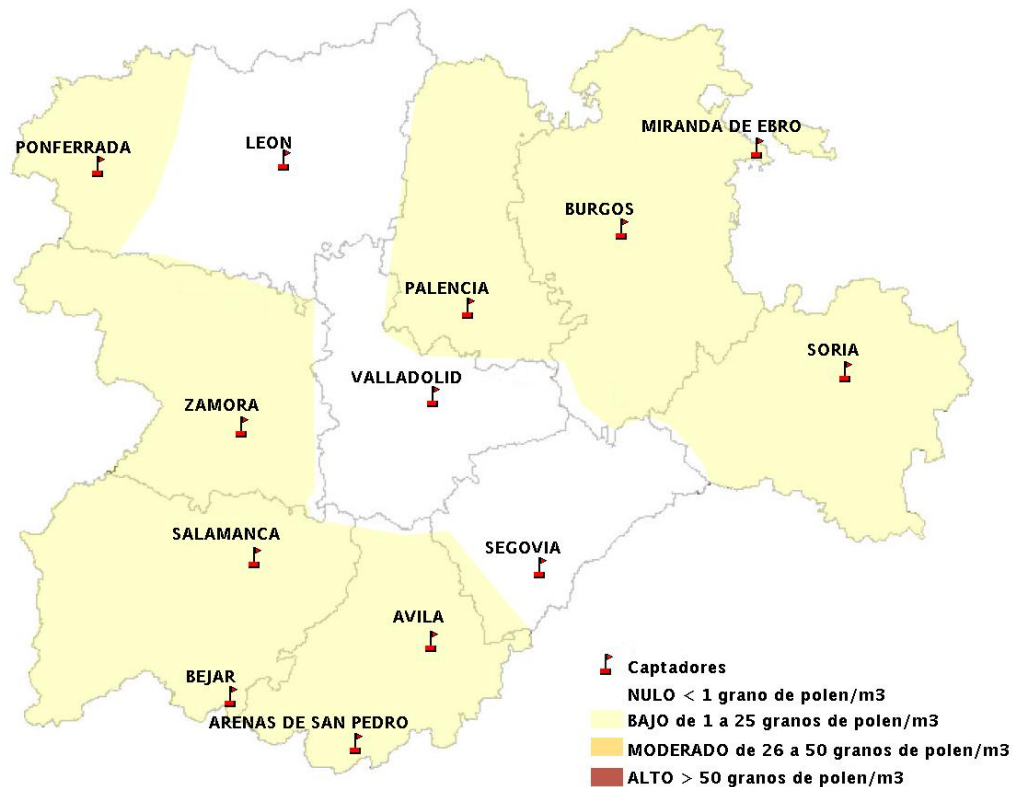 MIRANDA DE EBRO
PONFERRADA
LEON
BURGOS
PALENCIA
SORIA
VALLADOLID
ZAMORA
SALAMANCA
SEGOVIA
AVILA
BEJAR
ARENAS DE SAN PEDRO
Captadores
NULO < 1 grano de polen/m3
BAJO de 1 a 25 granos de polen/m3
MODERADO de 26 a 50 granos de polen/m3
ALTO > 50 granos de polen/m3